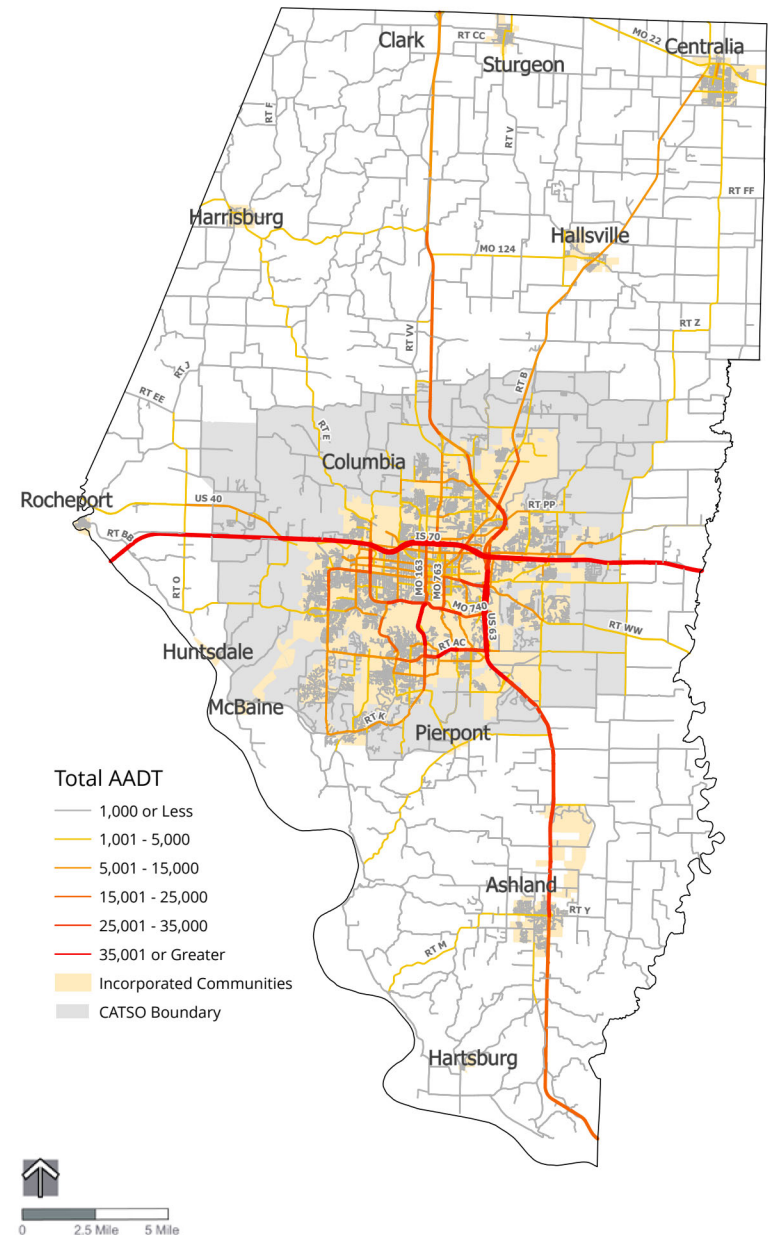 Clark
RT CC
Sturgeon
MO 22
Centralia
RT F
RT V
RT FF
Harrisburg
Hallsville
MO 124
RT Z
RT VV
RT J
RT B
RT EE
RT E
Columbia
Rocheport
US 40
RT PP
RT BB
IS 70
RT O
MO 163
MO 763
MO 740
US 63
RT WW
RT AC
Huntsdale
McBaine
RT K
Pierpont
Total AADT
1,000 or Less
1,001 - 5,000
5,001 - 15,000
15,001 - 25,000
25,001 - 35,000
35,001 or Greater
Incorporated Communities
CATSO Boundary
Ashland
RT Y
RT M
Hartsburg
0 2.5 Mile 5 Mile